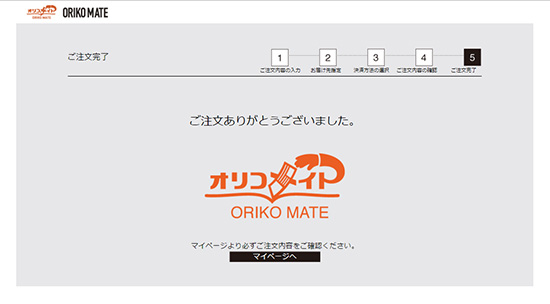 オリコメイト
ORIKO MATE
ORIKO MATE
ご注文完了
1 2 3 4 5
ご注文内容の入力 お届け先指定 決済方法の選択 ご注文内容の確認 ご注文完了
ご注文ありがとうございました。
オリコメイト
ORIKO MATE
マイページより必ずご注文内容をご確認ください。
マイページへ